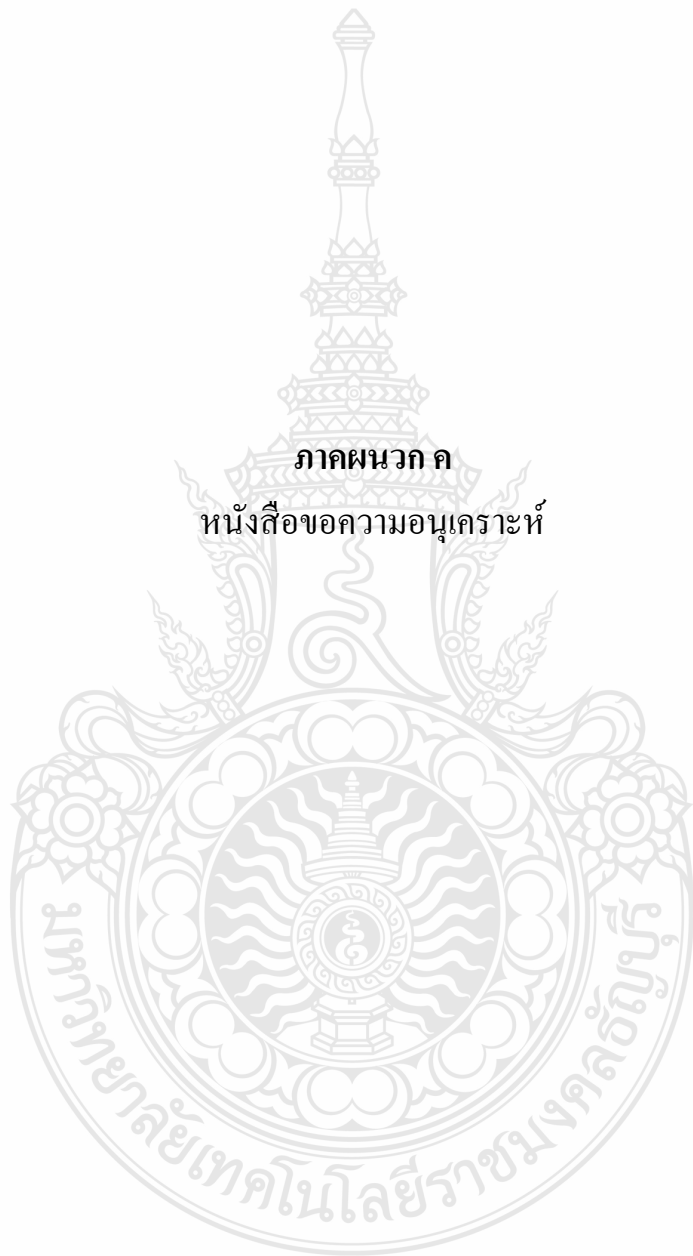 ภาคผนวก ค
หนังสือขอความอนุเคราะห์
มหาวิทยาลัยเทคโนโลยีราชมงคลธัญบุรี